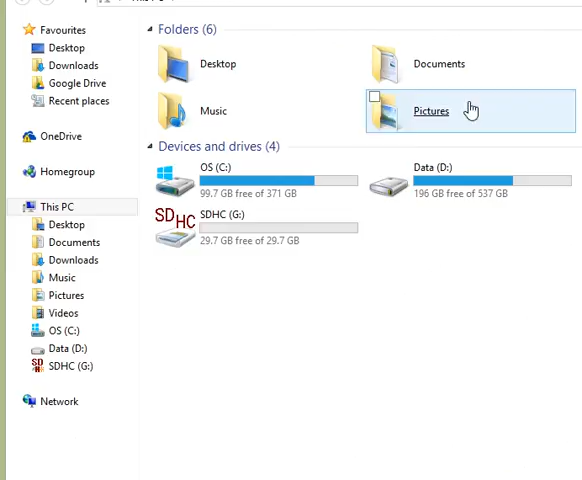 Favourites
Desktop
Downloads
Google Drive
Recent places
OneDrive
Homegroup
This PC
Desktop
Documents
Downloads
Music
Pictures
Videos
OS (C:)
Data (D:)
SDHC (G:)
Network
Folders (6)
Desktop
Documents
Music
Pictures
Devices and drives (4)
OS (C:)
99.7 GB free of 371 GB
Data (D:)
196 GB free of 537 GB
SDHC
SDHC (G:)
29.7 GB free of 29.7 GB